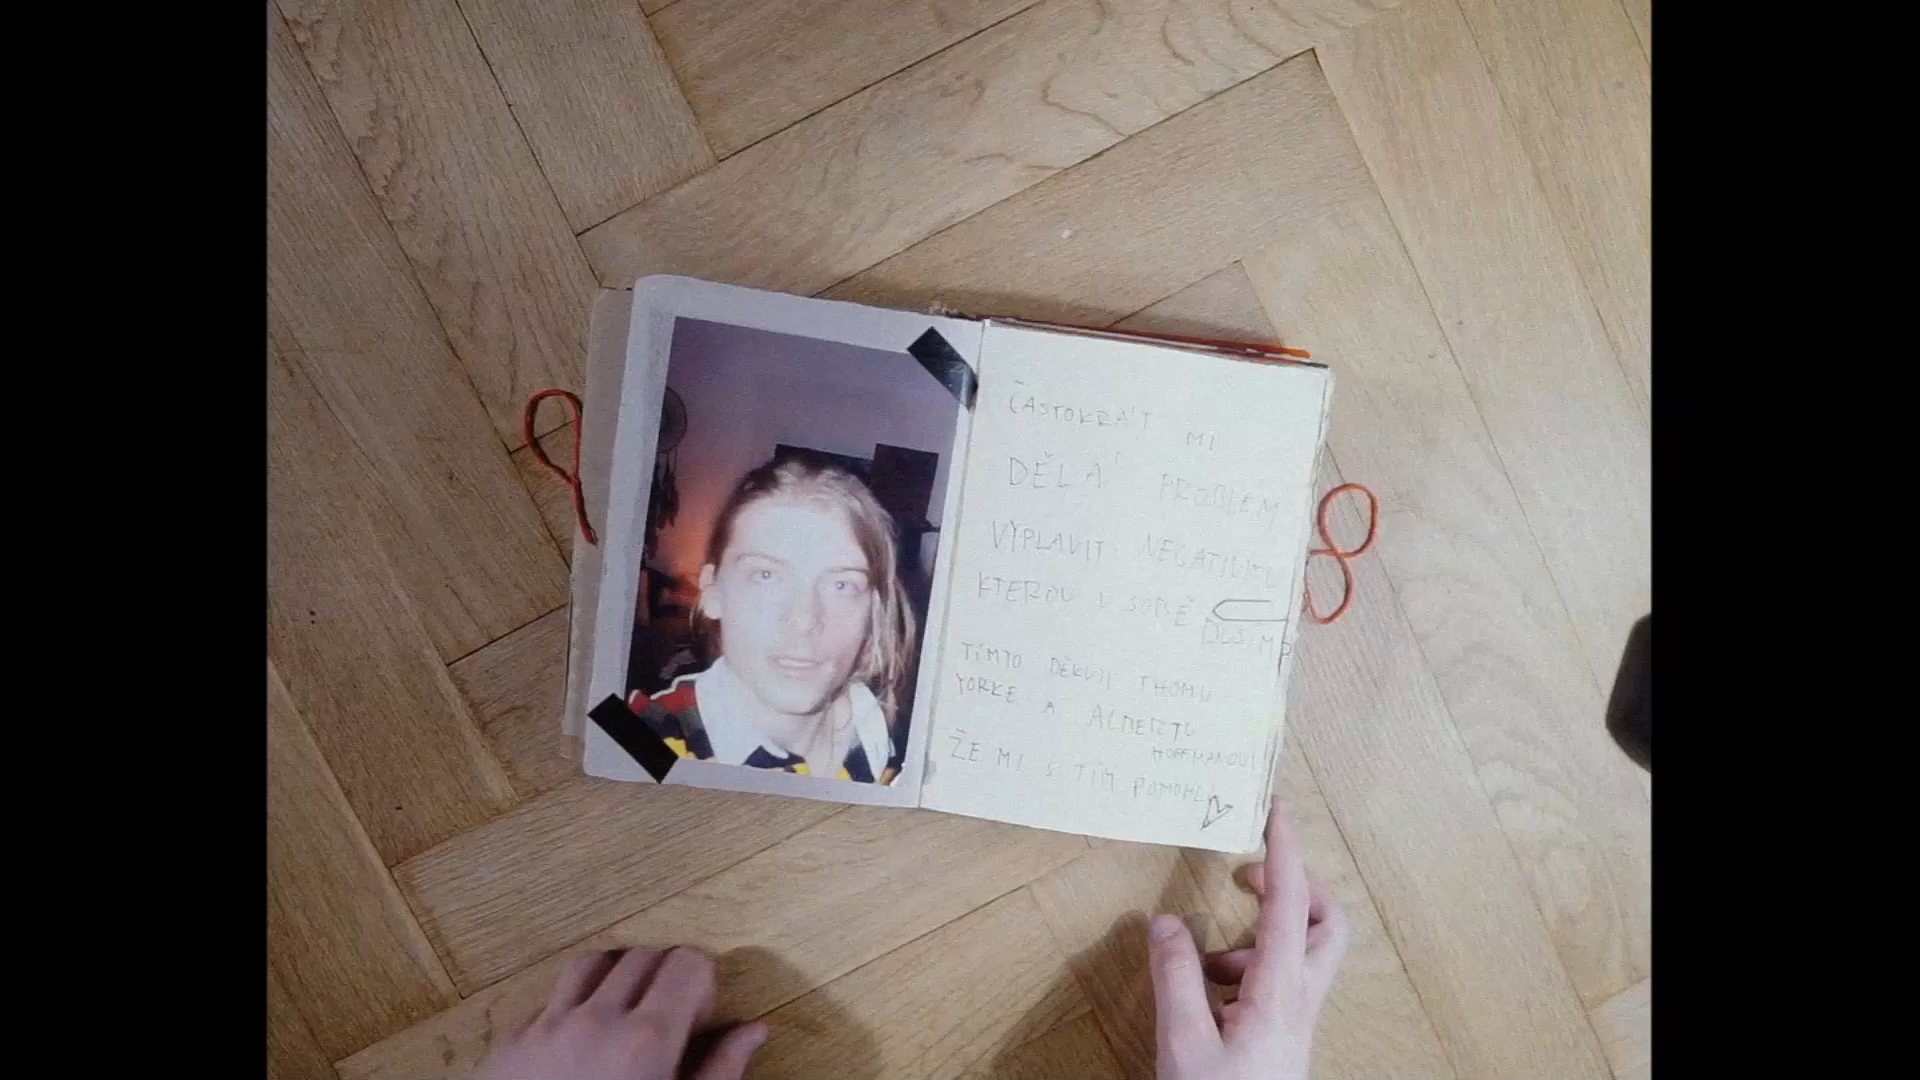 ČASTOKRÁT MI
DĚLÁ PROBLÉM
VYPLAVIT NEGATIVITU
KTEROU V SOBĚ
DUSÍM
TÍMTO DĚKUJI THOMU
YORKE A ALBERTU
HOFFMANOVI
ŽE MI S TÍM POMOHLI